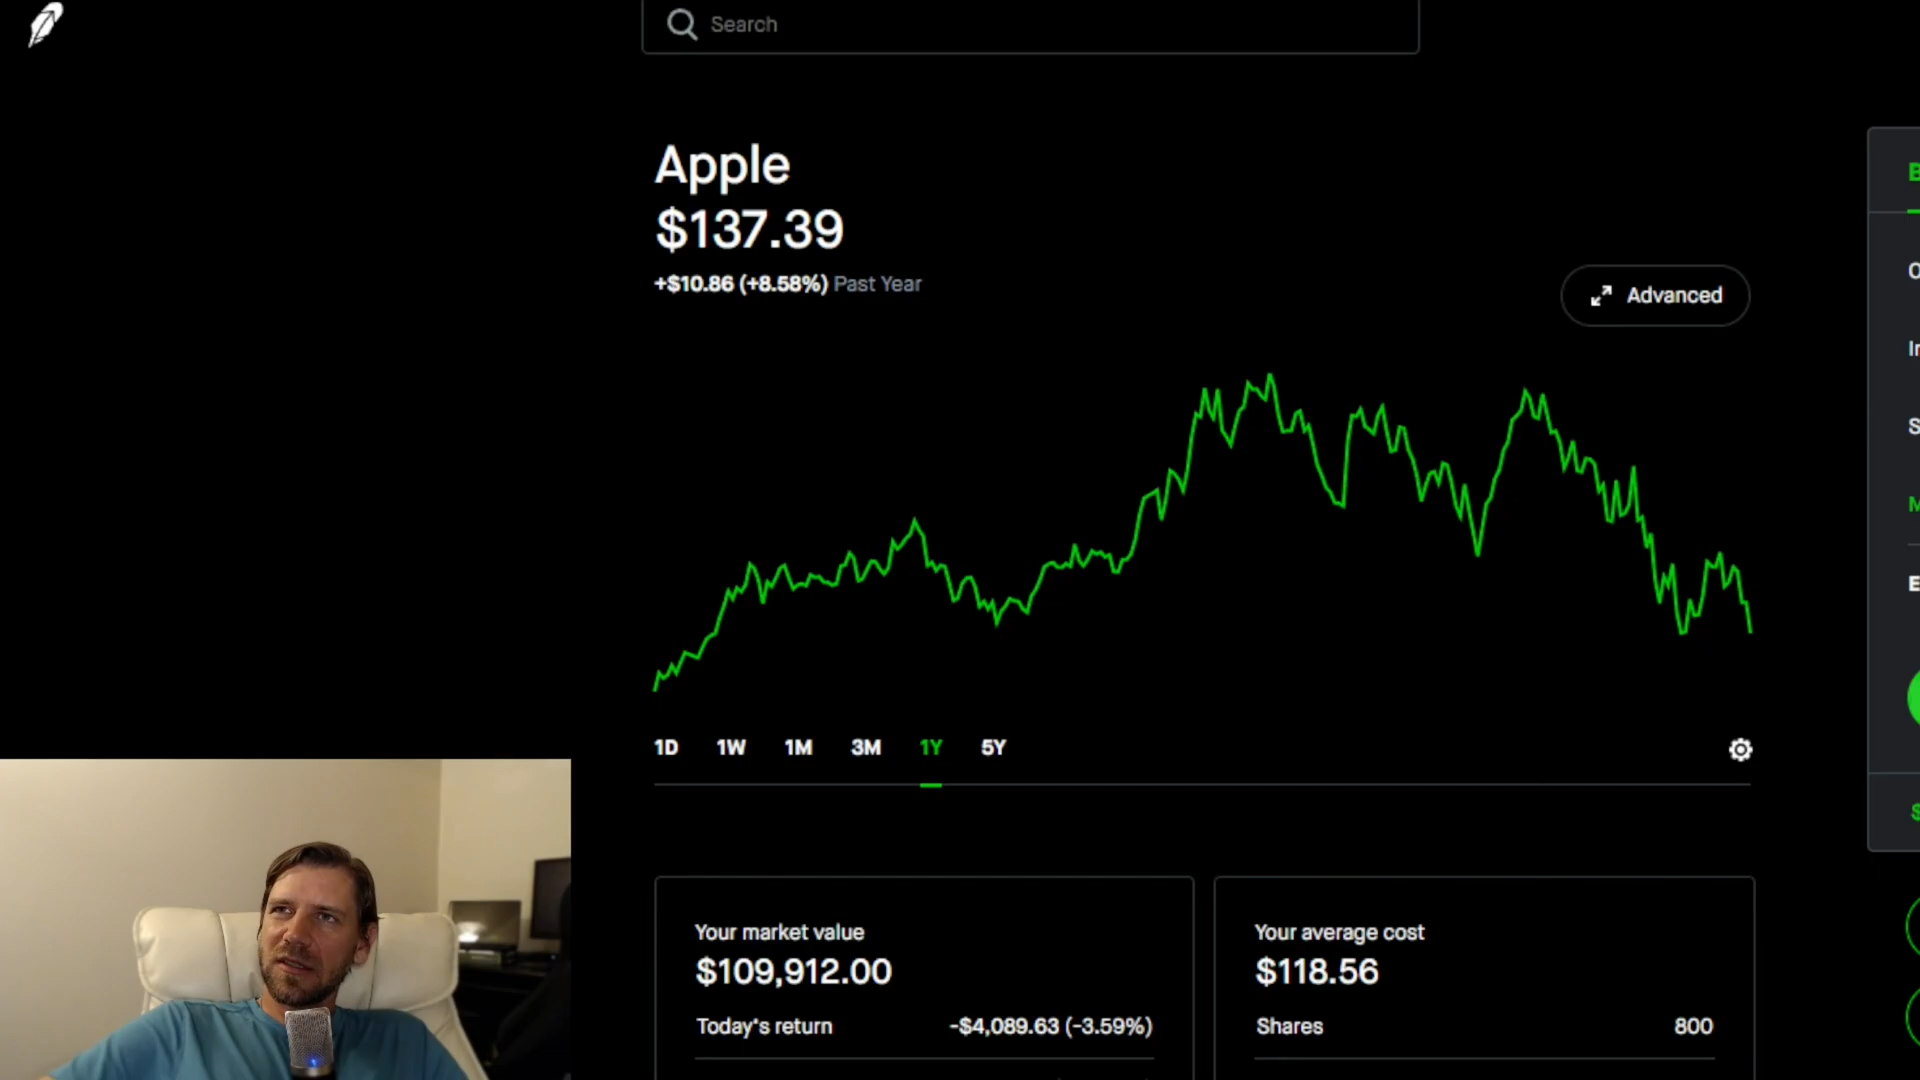 Search
Apple
$137.39
+$10.86 (+8.58%) Past Year
Advanced
1D 1W 1M 3M 1Y 5Y
Your market value
$109,912.00
Today's return -$4,089.63 (-3.59%)
Your average cost
$118.56
Shares 800